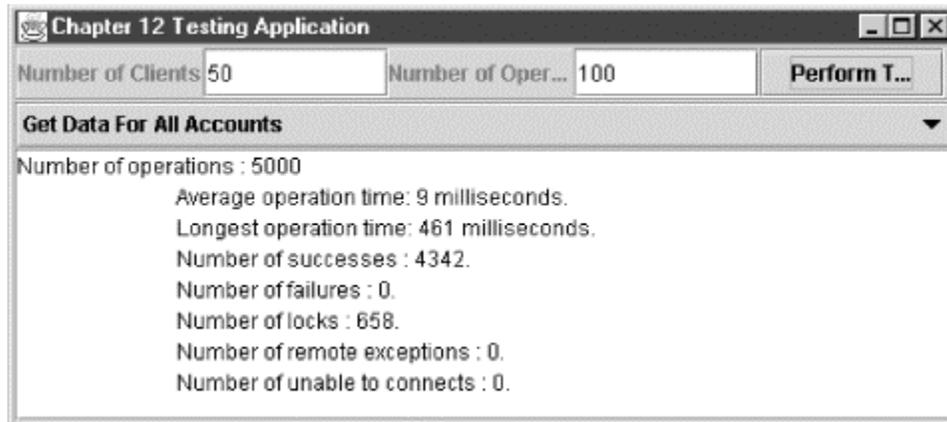 Chapter 12 Testing Application
Number of Clients 50 Number of Oper... 100 Perform T...
Get Data For All Accounts
Number of operations : 5000
Average operation time: 9 milliseconds.
Longest operation time: 461 milliseconds.
Number of successes : 4342.
Number of failures : 0.
Number of locks : 658.
Number of remote exceptions : 0.
Number of unable to connects : 0.